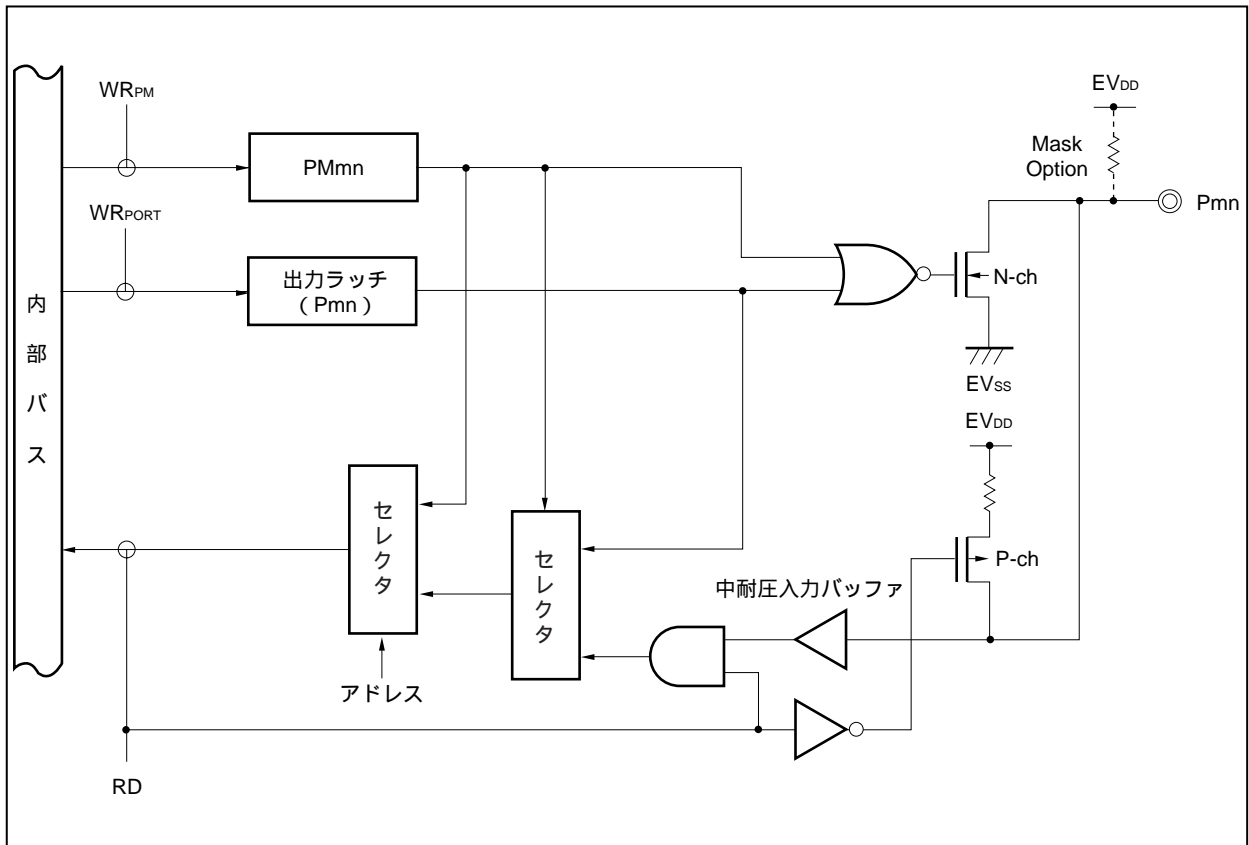 WRPM
EVDD
PMmn
Mask
Option
Pmn
WRPORT
出力ラッチ
（Pmn）
N-ch
内部バス
EVSS
EVDD
セレクタ
セレクタ
P-ch
中耐圧入力バッファ
アドレス
RD